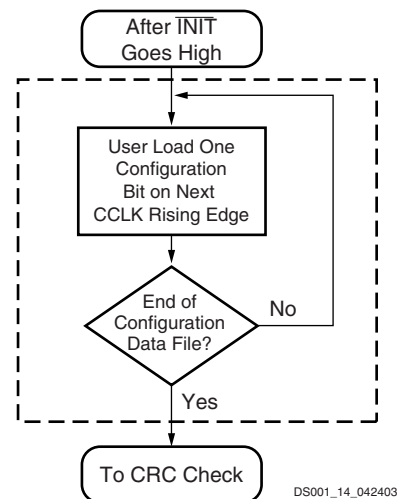 After I̅N̅I̅T̅
Goes High
User Load One
Configuration
Bit on Next
CCLK Rising Edge
End of
Configuration
Data File?
No
Yes
To CRC Check
DS001_14_042403